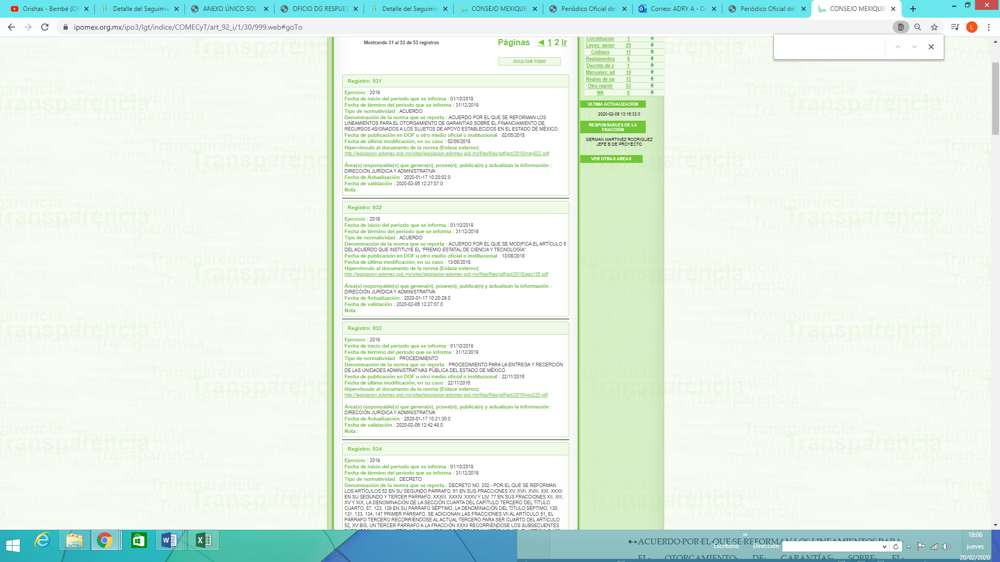 Orishas - Bembé (Of
Detalle del Seguimie
ANEXO ÚNICO SOL
OFICIO DG RESPUES
Detalle del Seguimie
CONSEJO MEXIQUE
Periódico Oficial del
Correo: ADRY A - Ou
Periódico Oficial del
CONSEJO MEXIQUE
ipomex.org.mx/ipo3/lgt/indice/COMECyT/art_92_i/1/30/999.web#goTo
L
Mostrando 31 al 53 de 53 registros
Páginas ◄ 1 2 Ir
OCULTAR TODO
Registro: 031
Ejercicio : 2019
Fecha de inicio del periodo que se informa : 01/10/2019
Fecha de término del periodo que se informa : 31/12/2019
Tipo de normatividad : ACUERDO
Denominación de la norma que se reporta : ACUERDO POR EL QUE SE REFORMAN LOS
LINEAMIENTOS PARA EL OTORGAMIENTO DE GARANTÍAS SOBRE EL FINANCIAMIENTO DE
RECURSOS ASIGNADOS A LOS SUJETOS DE APOYO ESTABLECIDOS EN EL ESTADO DE MÉXICO.
Fecha de publicación en DOF u otro medio oficial o institucional : 02/05/2018
Fecha de última modificación, en su caso : 02/05/2018
Hipervínculo al documento de la norma (Enlace externo):
http://legislacion.edomex.gob.mx/sites/legislacion.edomex.gob.mx/files/files/pdf/gct/2018/may022.pdf
Área(s) responsable(s) que genera(n), posee(n), publica(n) y actualizan la información :
DIRECCIÓN JURÍDICA Y ADMINISTRATIVA
Fecha de Actualización : 2020-01-17 10:20:02.0
Fecha de validación : 2020-02-06 12:27:07.0
Nota :
Registro: 032
Ejercicio : 2019
Fecha de inicio del periodo que se informa : 01/10/2019
Fecha de término del periodo que se informa : 31/12/2019
Tipo de normatividad : ACUERDO
Denominación de la norma que se reporta : ACUERDO POR EL QUE SE MODIFICA EL ARTÍCULO 5
DEL ACUERDO QUE INSTITUYE EL "PREMIO ESTATAL DE CIENCIA Y TECNOLOGÍA"
Fecha de publicación en DOF u otro medio oficial o institucional : 13/08/2018
Fecha de última modificación, en su caso : 13/08/2018
Hipervínculo al documento de la norma (Enlace externo):
http://legislacion.edomex.gob.mx/sites/legislacion.edomex.gob.mx/files/files/pdf/gct/2018/ago135.pdf
Área(s) responsable(s) que genera(n), posee(n), publica(n) y actualizan la información :
DIRECCIÓN JURÍDICA Y ADMINISTRATIVA
Fecha de Actualización : 2020-01-17 10:20:29.0
Fecha de validación : 2020-02-06 12:27:07.0
Nota :
Registro: 033
Ejercicio : 2019
Fecha de inicio del periodo que se informa : 01/10/2019
Fecha de término del periodo que se informa : 31/12/2019
Tipo de normatividad : PROCEDIMIENTO
Denominación de la norma que se reporta : PROCEDIMIENTO PARA LA ENTREGA Y RECEPCIÓN
DE LAS UNIDADES ADMINISTRATIVAS PÚBLICA DEL ESTADO DE MÉXICO
Fecha de publicación en DOF u otro medio oficial o institucional : 22/11/2016
Fecha de última modificación, en su caso : 22/11/2016
Hipervínculo al documento de la norma (Enlace externo):
http://legislacion.edomex.gob.mx/sites/legislacion.edomex.gob.mx/files/files/pdf/gct/2016/nov225.pdf
Área(s) responsable(s) que genera(n), posee(n), publica(n) y actualizan la información :
DIRECCIÓN JURÍDICA Y ADMINISTRATIVA
Fecha de Actualización : 2020-01-17 10:21:30.0
Fecha de validación : 2020-02-06 12:42:48.0
Nota :
Registro: 034
Ejercicio : 2019
Fecha de inicio del periodo que se informa : 01/10/2019
Fecha de término del periodo que se informa : 31/12/2019
Tipo de normatividad : DECRETO
Denominación de la norma que se reporta : DECRETO NO. 202.- POR EL QUE SE REFORMAN
LOS ARTÍCULOS 52 EN SU SEGUNDO PÁRRAFO, 61 EN SUS FRACCIONES XV, XVII, XVIII, XXI, XXXII
EN SU SEGUNDO Y TERCER PÁRRAFO, XXXIII, XXXIV, XXXV Y LIV, 77 EN SUS FRACCIONES XII, XIII,
XV Y XIX, LA DENOMINACIÓN DE LA SECCIÓN CUARTA DEL CAPÍTULO TERCERO DEL TÍTULO
CUARTO, 87, 123, 129 EN SU PÁRRAFO SÉPTIMO, LA DENOMINACIÓN DEL TÍTULO SÉPTIMO, 130,
131, 133, 134, 147 PRIMER PÁRRAFO. SE ADICIONAN LAS FRACCIONES VII AL ARTÍCULO 51, EL
PÁRRAFO TERCERO RECORRIÉNDOSE AL ACTUAL TERCERO PARA SER CUARTO DEL ARTÍCULO
52, XV BIS, UN TERCER PÁRRAFO A LA FRACCIÓN XXXII RECORRIÉNDOSE LOS SUBSECUENTES
Constitución 1
Leyes: gener 29
Códigos 11
Reglamentos 8
Decreto de c 1
Manuales: ad 10
Reglas de op 12
Otro registr 53
NA 0
ULTIMA ACTUALIZACIÓN
2020-02-06 13:16:33.0
RESPONSABLES DE LA
FRACCIÓN
GERMAN MARTINEZ RODRIGUEZ
JEFE B DE PROYECTO
VER OTRAS AREAS
Transparencia
ACUERDO·POR·EL·QUE·SE·REFORMAN·LOS·LINEAMIENTOS·PARA·
EL· OTORGAMIENTO· DE· GARANTÍAS· SOBRE· EL·
Escritorio
»
Dirección
18:06
jueves
20/02/2020